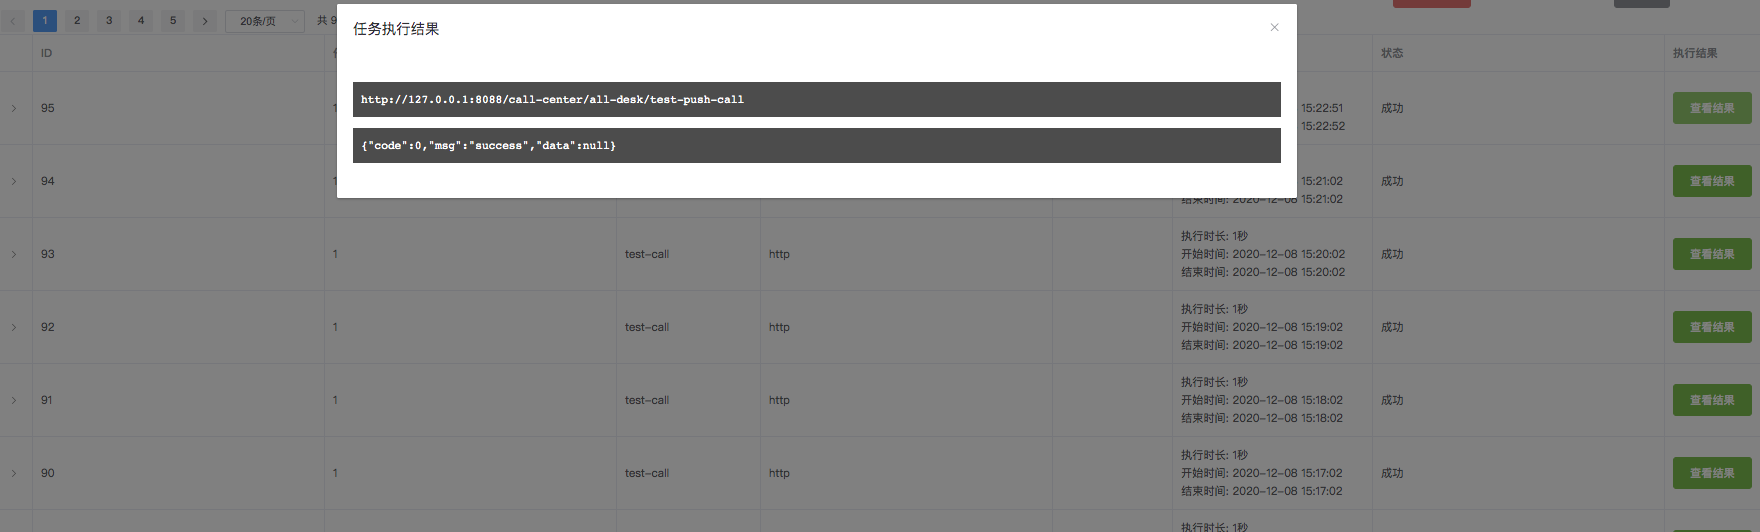 1 2 3 4 5 20条/页 共 9
任务执行结果
http://127.0.0.1:8088/call-center/all-desk/test-push-call
{"code":0,"msg":"success","data":null}
ID 状态 执行结果
95 1 15:22:51 成功 查看结果
15:22:52
94 1 15:21:02 成功 查看结果
结束时间: 2020-12-08 15:21:02
执行时长: 1秒
93 1 test-call http 开始时间: 2020-12-08 15:20:02 成功 查看结果
结束时间: 2020-12-08 15:20:02
执行时长: 1秒
92 1 test-call http 开始时间: 2020-12-08 15:19:02 成功 查看结果
结束时间: 2020-12-08 15:19:02
执行时长: 1秒
91 1 test-call http 开始时间: 2020-12-08 15:18:02 成功 查看结果
结束时间: 2020-12-08 15:18:02
执行时长: 1秒
90 1 test-call http 开始时间: 2020-12-08 15:17:02 成功 查看结果
结束时间: 2020-12-08 15:17:02
执行时长: 1秒